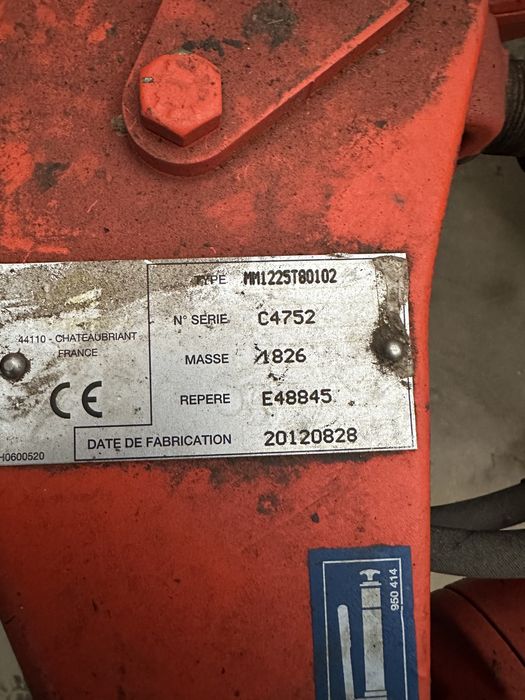 TYPE MM1225T80102
44110 - CHATEAUBRIANT
FRANCE
N° SERIE C4752
MASSE 1826
REPERE E48845
CE
DATE DE FABRICATION 20120828
H0600520
950 414